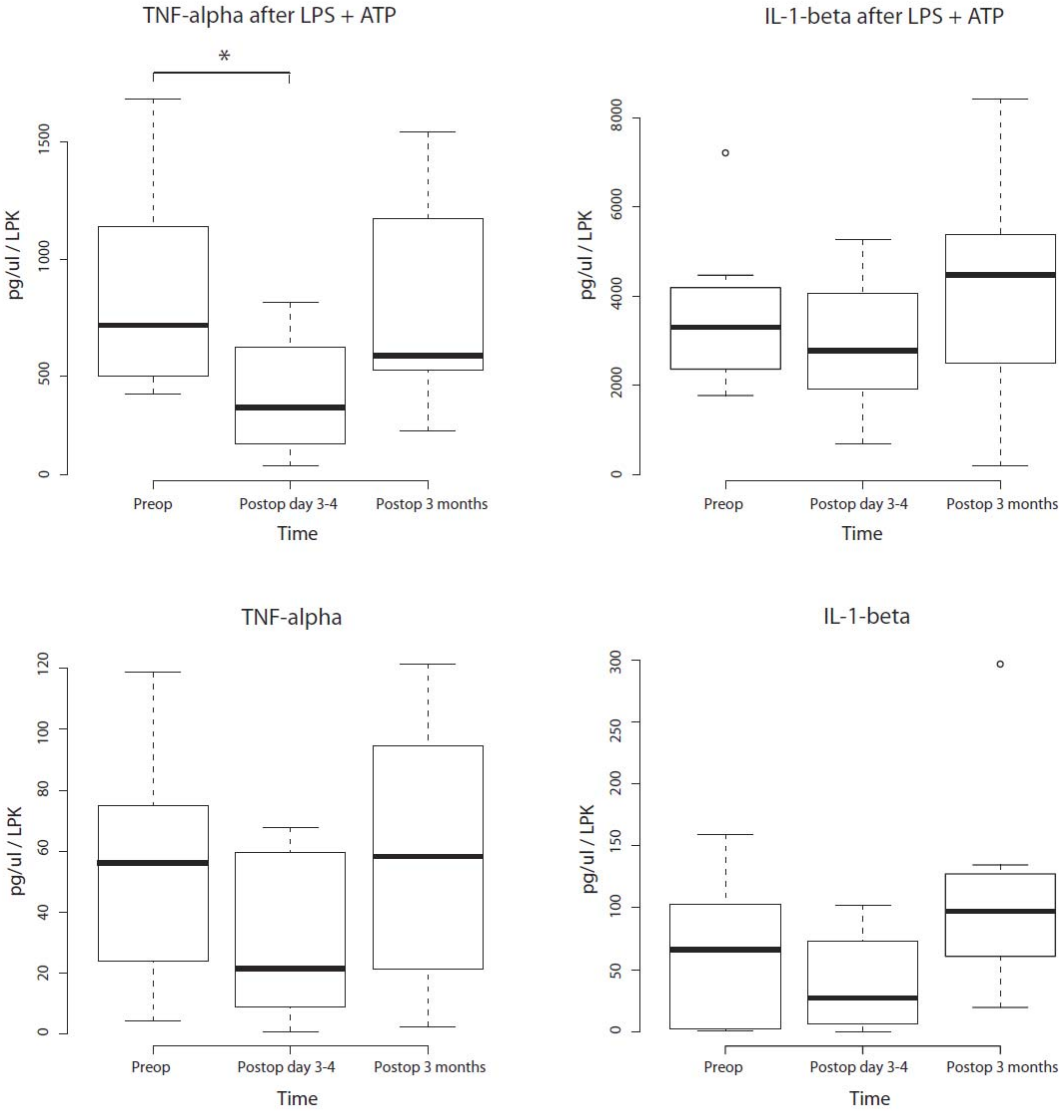 TNF-alpha after LPS + ATP
*
pg/ul / LPK
1500
1000
500
0
Preop Postop day 3-4 Postop 3 months
Time
IL-1-beta after LPS + ATP
pg/ul / LPK
8000
6000
4000
2000
0
Preop Postop day 3-4 Postop 3 months
Time
TNF-alpha
pg/ul / LPK
120
100
80
60
40
20
0
Preop Postop day 3-4 Postop 3 months
Time
IL-1-beta
pg/ul / LPK
300
250
200
150
100
50
0
Preop Postop day 3-4 Postop 3 months
Time